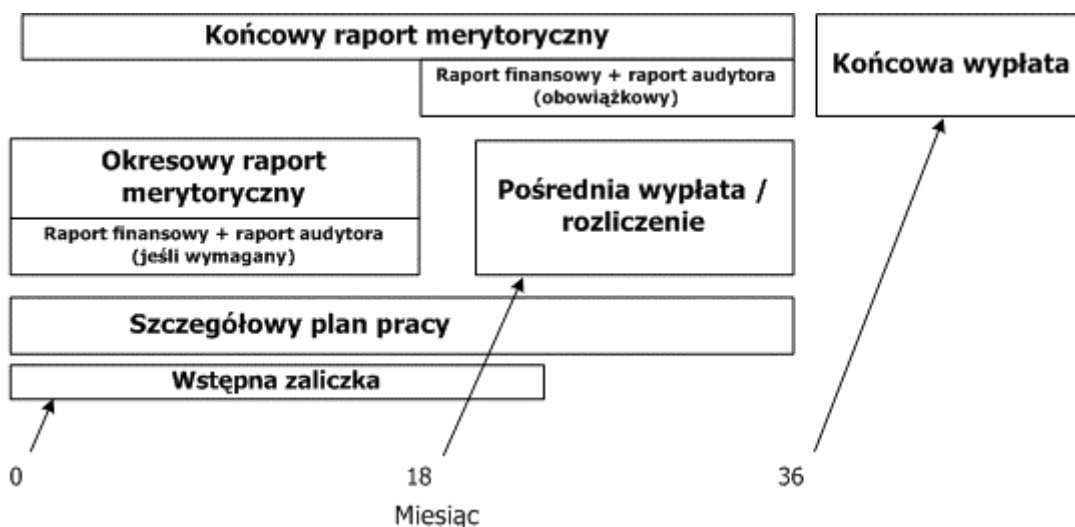 Końcowy raport merytoryczny
Raport finansowy + raport audytora
(obowiążkowy)
Końcowa wypłata
Okresowy raport
merytoryczny
Raport finansowy + raport audytora
(jeśli wymagany)
Pośrednia wypłata /
rozliczenie
Szczegółowy plan pracy
Wstępna zaliczka
0
18
36
Miesiąc